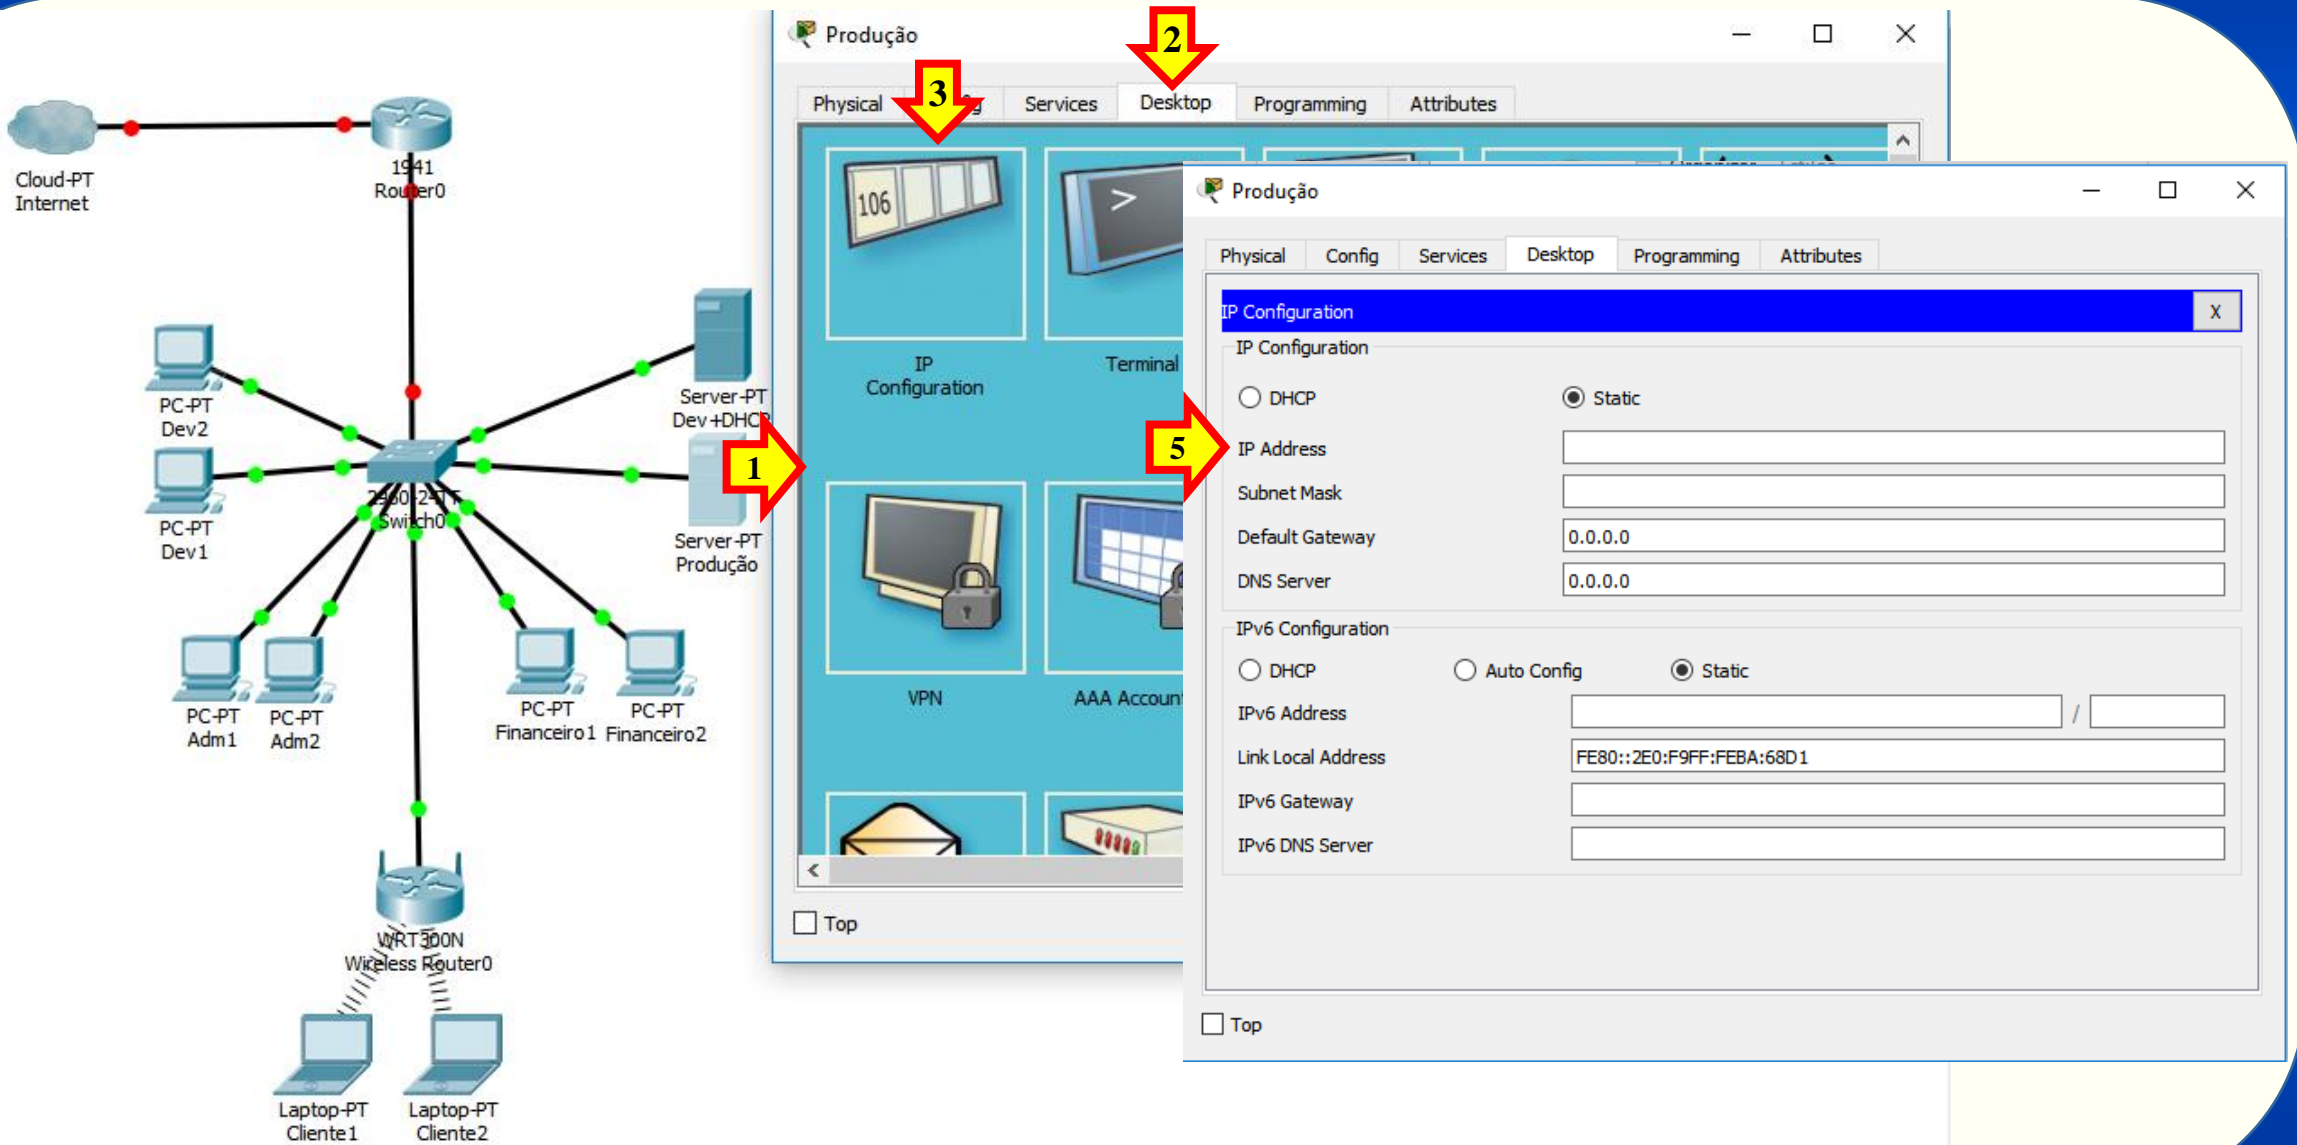 Cloud-PT
Internet
1941
Router0
PC-PT
Dev2
PC-PT
Dev1
Server-PT
Dev+DHCP
Server-PT
Produção
Switch0
PC-PT
Adm1
PC-PT
Adm2
PC-PT
Financeiro1
PC-PT
Financeiro2
WRT300N
Wireless Router0
Laptop-PT
Cliente1
Laptop-PT
Cliente2
1
2
3
5
Produção
Physical
Services
Desktop
Programming
Attributes
106
>
IP
Configuration
Terminal
VPN
Top
Produção
Physical
Config
Services
Desktop
Programming
Attributes
IP Configuration
X
IP Configuration
DHCP
Static
IP Address
Subnet Mask
Default Gateway
0.0.0.0
DNS Server
0.0.0.0
IPv6 Configuration
DHCP
Auto Config
Static
IPv6 Address
/
Link Local Address
FE80::2E0:F9FF:FEBA:68D1
IPv6 Gateway
IPv6 DNS Server
Top